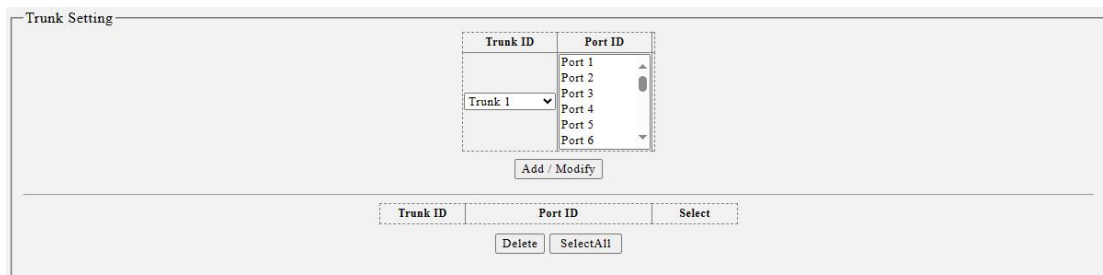 Trunk Setting
Trunk ID Port ID
Trunk 1
Port 1
Port 2
Port 3
Port 4
Port 5
Port 6
Add / Modify
Trunk ID Port ID Select
Delete SelectAll